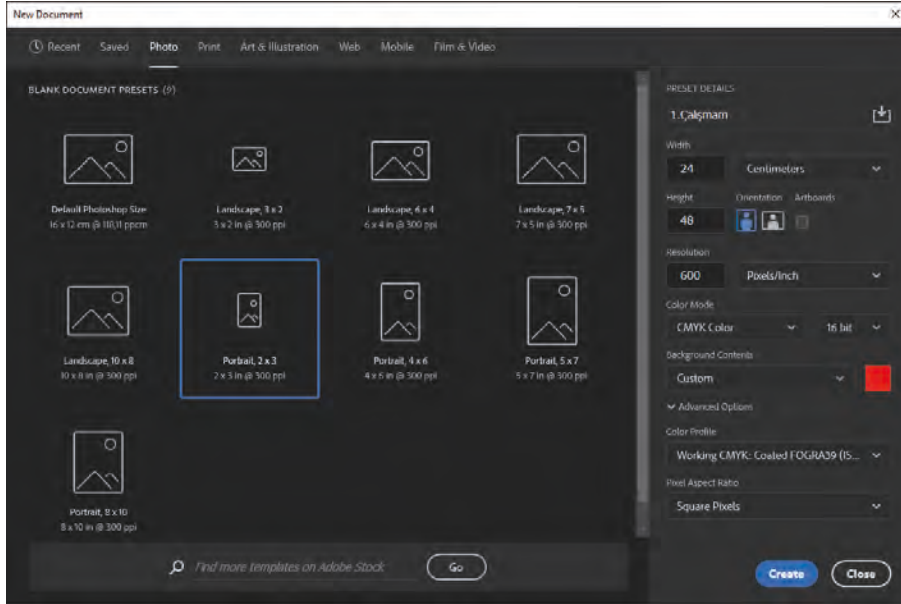 New Document
Recent Saved Photo Print Art & Illustration Web Mobile Film & Video
BLANK DOCUMENT PRESETS (9)
Default Photoshop Size
16 x 12 cm @ 118,11 ppcm
Landscape, 3 x 2
3 x 2 in @ 300 ppi
Landscape, 6 x 4
6 x 4 in @ 300 ppi
Landscape, 7 x 5
7 x 5 in @ 300 ppi
Landscape, 10 x 8
10 x 8 in @ 300 ppi
Portrait, 2 x 3
2 x 3 in @ 300 ppi
Portrait, 4 x 6
4 x 6 in @ 300 ppi
Portrait, 5 x 7
5 x 7 in @ 300 ppi
Portrait, 8 x 10
8 x 10 in @ 300 ppi
Find more templates on Adobe Stock
Go
PRESET DETAILS
1.Çalışmam
Width
24 Centimeters
Height Orientation Artboards
48
Resolution
600 Pixels/Inch
Color Mode
CMYK Color 16 bit
Background Contents
Custom
Advanced Options
Color Profile
Working CMYK: Coated FOGRA39 (IS...
Pixel Aspect Ratio
Square Pixels
Create Close